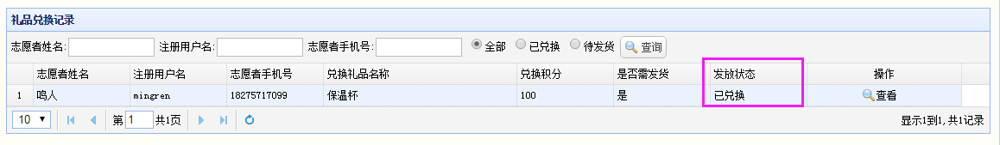 礼品兑换记录
志愿者姓名: 注册用户名: 志愿者手机号: 全部 已兑换 待发货 查询
志愿者姓名 注册用户名 志愿者手机号 兑换礼品名称 兑换积分 是否需发货 发放状态 操作
1 鸣人 mingren 18275717099 保温杯 100 是 已兑换 查看
10 第 1 共1页 显示1到1,共1记录